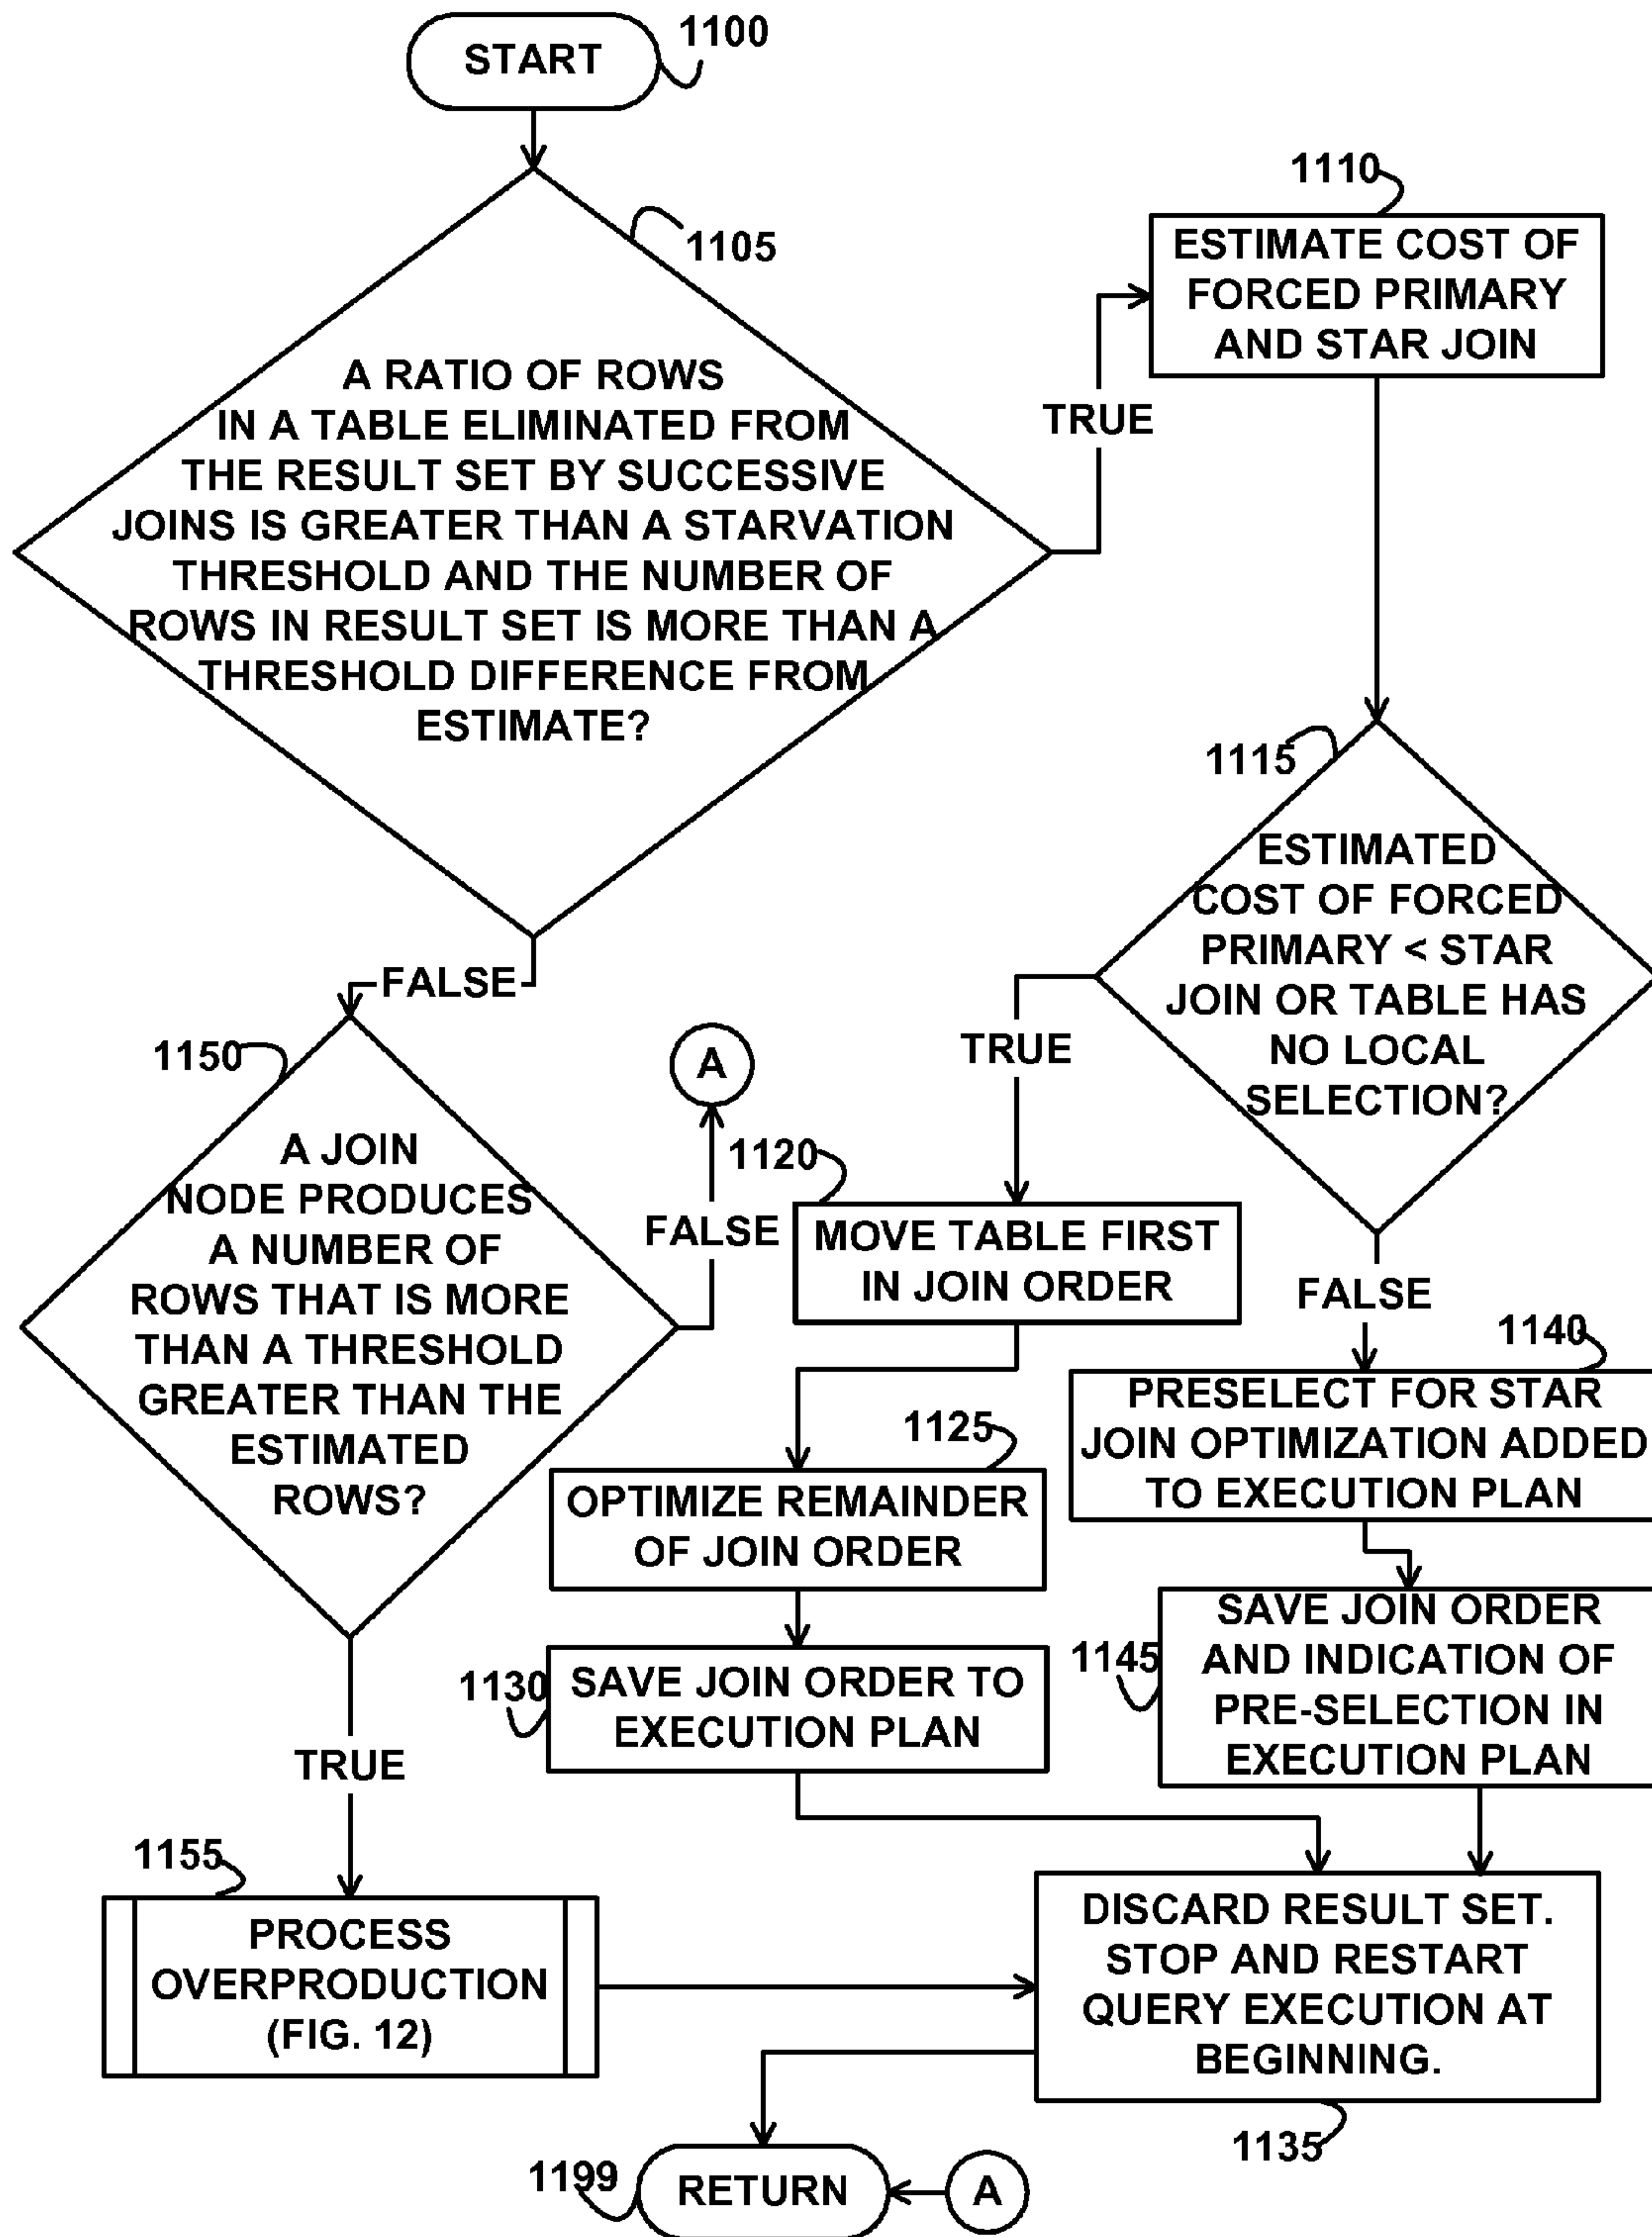 START
1100
1105
A RATIO OF ROWS
IN A TABLE ELIMINATED FROM
THE RESULT SET BY SUCCESSIVE
JOINS IS GREATER THAN A STARVATION
THRESHOLD AND THE NUMBER OF
ROWS IN RESULT SET IS MORE THAN A
THRESHOLD DIFFERENCE FROM
ESTIMATE?
TRUE
1110
ESTIMATE COST OF
FORCED PRIMARY
AND STAR JOIN
1115
ESTIMATED
COST OF FORCED
PRIMARY < STAR
JOIN OR TABLE HAS
NO LOCAL
SELECTION?
TRUE
FALSE
1120
MOVE TABLE FIRST
IN JOIN ORDER
1125
OPTIMIZE REMAINDER
OF JOIN ORDER
1130
SAVE JOIN ORDER TO
EXECUTION PLAN
1140
PRESELECT FOR STAR
JOIN OPTIMIZATION ADDED
TO EXECUTION PLAN
1145
SAVE JOIN ORDER
AND INDICATION OF
PRE-SELECTION IN
EXECUTION PLAN
FALSE
1150
A JOIN
NODE PRODUCES
A NUMBER OF
ROWS THAT IS MORE
THAN A THRESHOLD
GREATER THAN THE
ESTIMATED
ROWS?
FALSE
A
TRUE
1155
PROCESS
OVERPRODUCTION
(FIG. 12)
DISCARD RESULT SET.
STOP AND RESTART
QUERY EXECUTION AT
BEGINNING.
1135
1199
RETURN
A